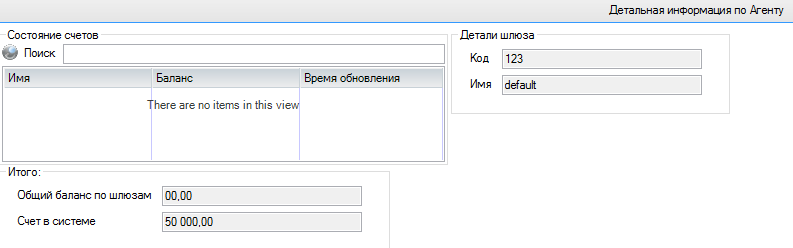 Детальная информация по Агенту
Состояние счетов
Поиск
Имя Баланс Время обновления
There are no items in this view
Детали шлюза
Код 123
Имя default
Итого:
Общий баланс по шлюзам 00,00
Счет в системе 50 000,00